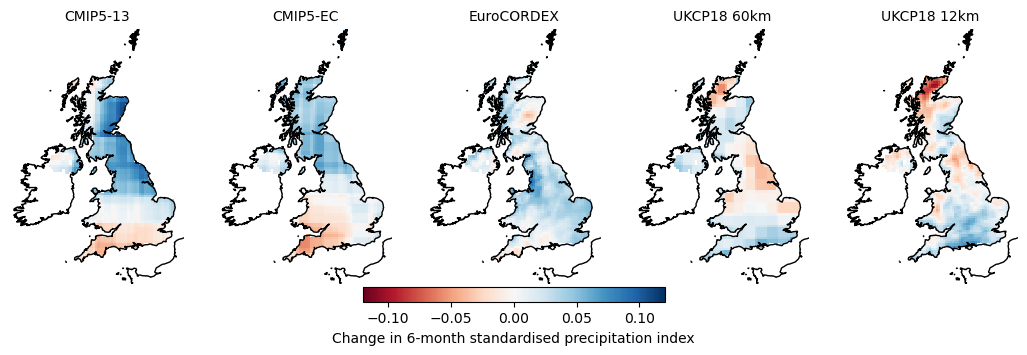 CMIP5-13 CMIP5-EC EuroCORDEX UKCP18 60km UKCP18 12km
−0.10 −0.05 0.00 0.05 0.10
Change in 6-month standardised precipitation index